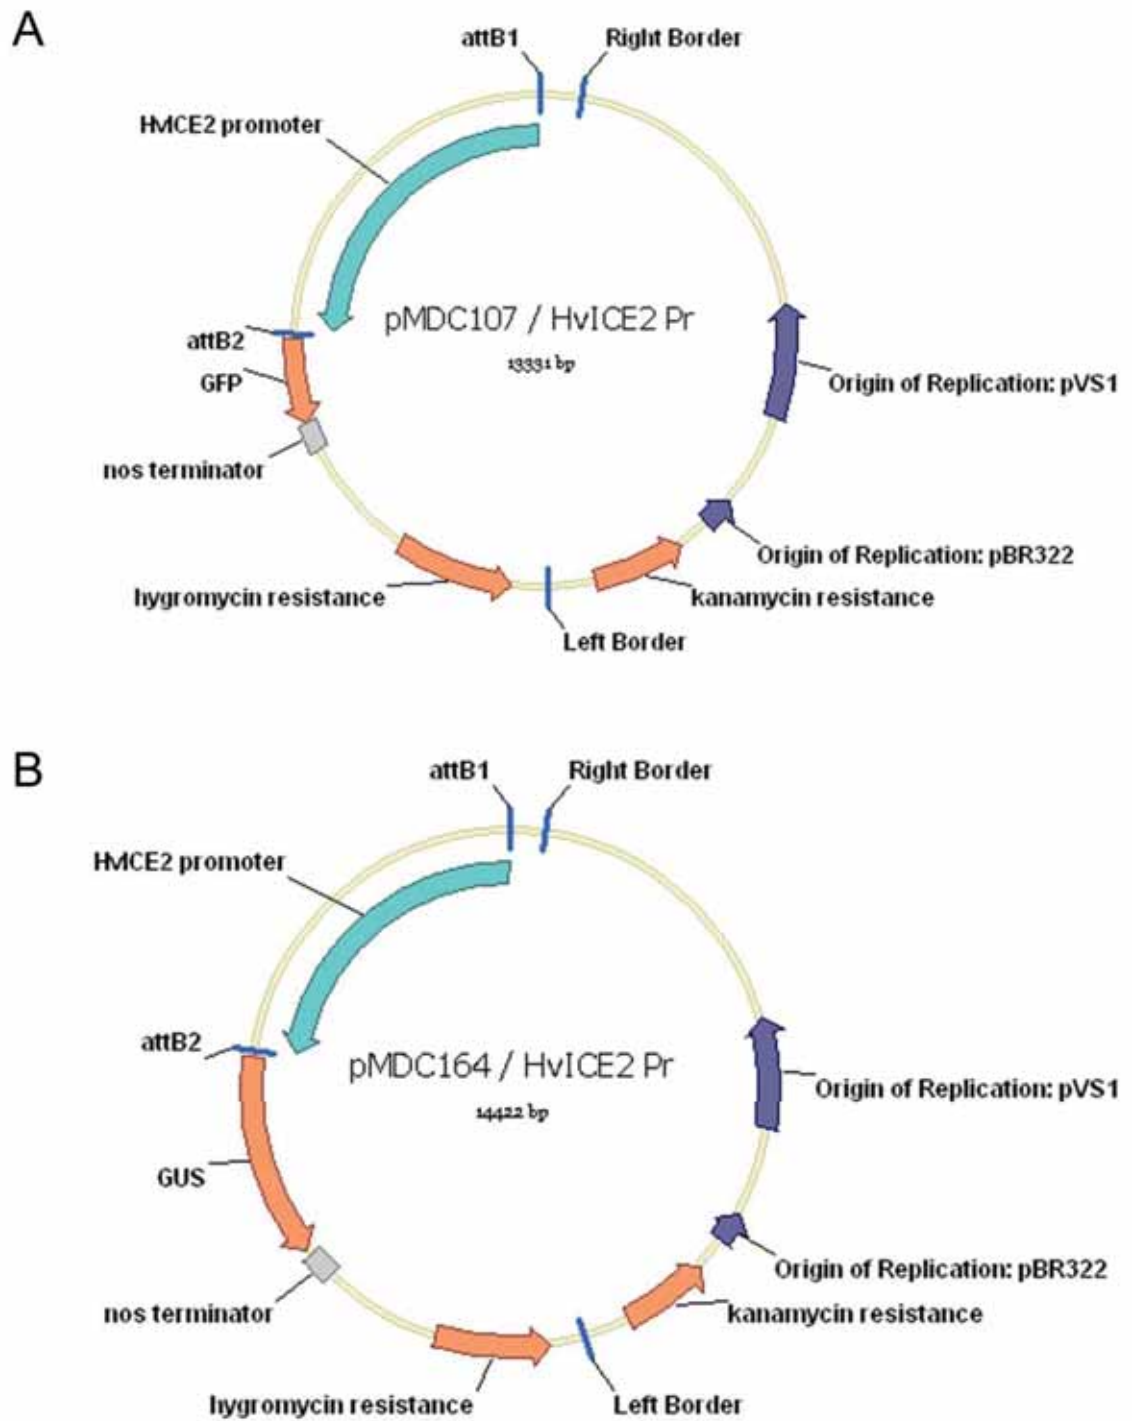 A
attB1
Right Border
HMCE2 promoter
pMDC107 / HvICE2 Pr
13331 bp
attB2
GFP
Origin of Replication: pVS1
nos terminator
Origin of Replication: pBR322
hygromycin resistance
kanamycin resistance
Left Border
B
attB1
Right Border
HMCE2 promoter
attB2
pMDC164 / HvICE2 Pr
14422 bp
Origin of Replication: pVS1
GUS
Origin of Replication: pBR322
nos terminator
kanamycin resistance
hygromycin resistance
Left Border